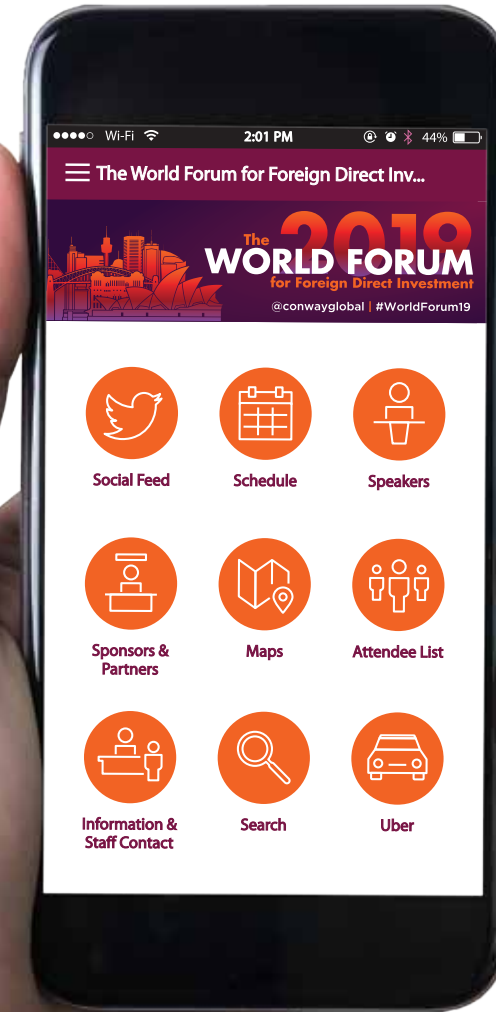 Wi-Fi 2:01 PM 44%
The World Forum for Foreign Direct Inv...
The 2019
WORLD FORUM
for Foreign Direct Investment
@conwayglobal | #WorldForum19
Social Feed Schedule Speakers
Sponsors & Partners Maps Attendee List
Information & Staff Contact Search Uber